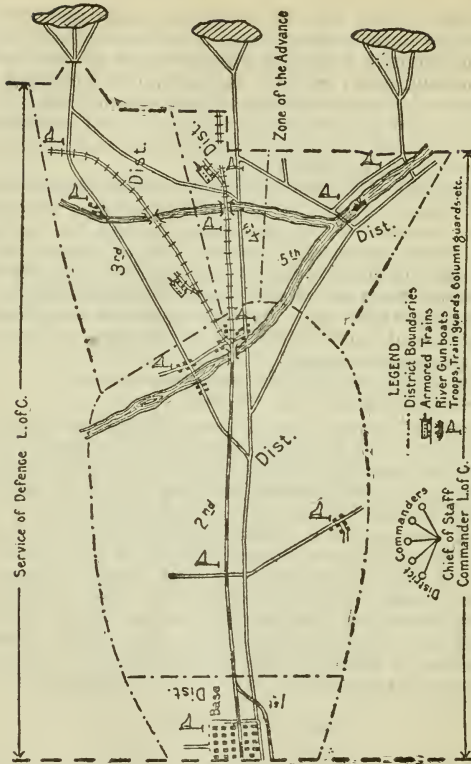 Service of Defence L. of C.
Zone of the Advance
3rd
Dist.
4th
Dist.
5th
Dist.
2nd
Dist.
1st
Dist.
Base
LEGEND
District Boundaries
Armored Trains
River Gunboats
Troops, Train guards Column guards-etc.
District Commanders
Chief of Staff
Commander L. of C.